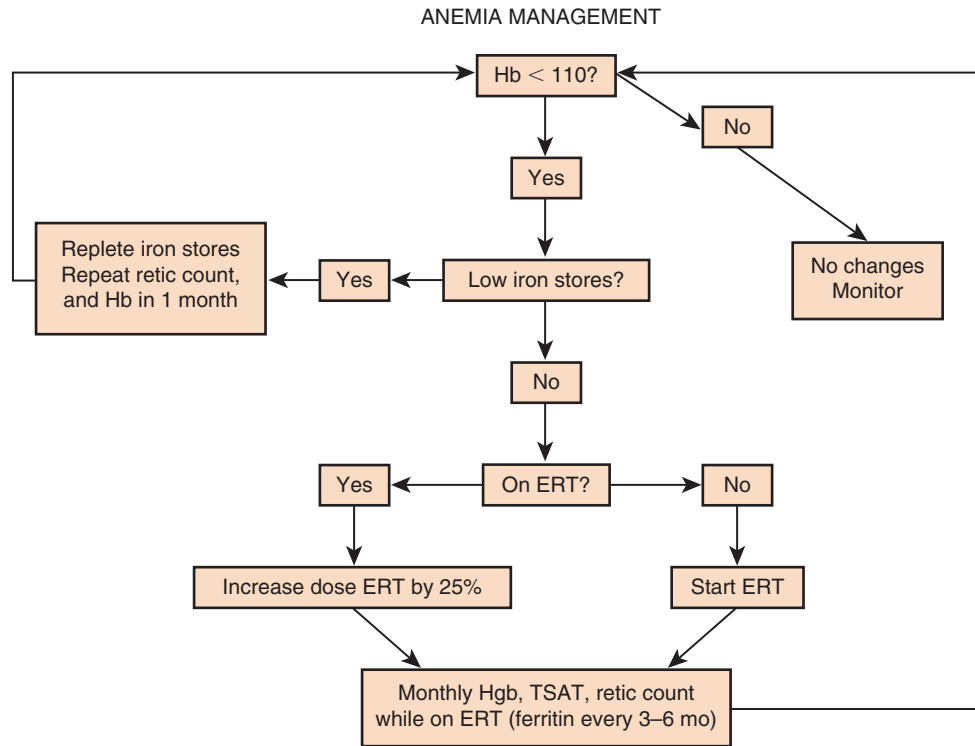 ANEMIA MANAGEMENT
Hb < 110?
No
Yes
No changes
Monitor
Replete iron stores
Repeat retic count,
and Hb in 1 month
Yes
Low iron stores?
No
Yes
On ERT?
No
Increase dose ERT by 25%
Start ERT
Monthly Hgb, TSAT, retic count
while on ERT (ferritin every 3–6 mo)